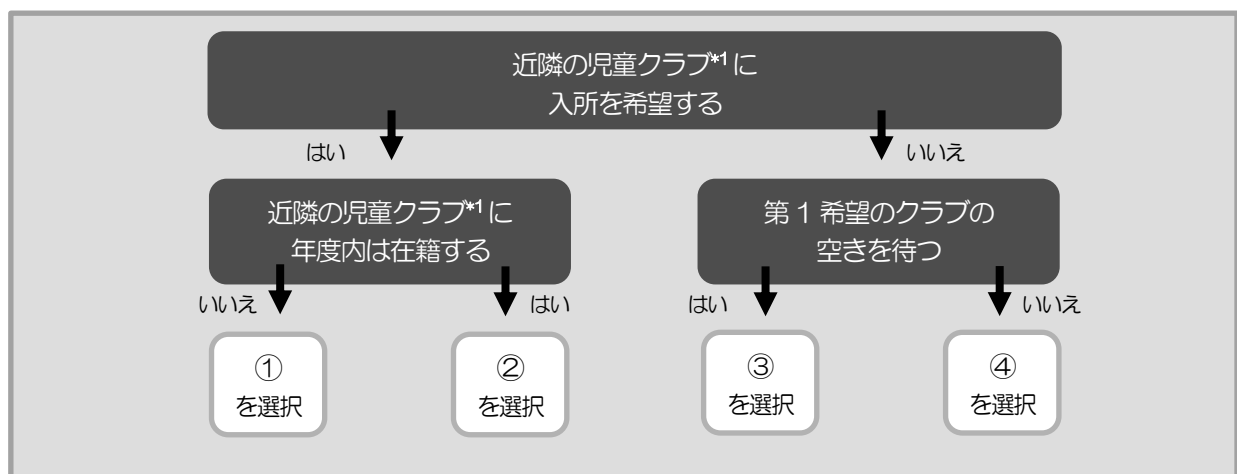 近隣の児童クラブ*1に
入所を希望する
はい
いいえ
近隣の児童クラブ*1に
年度内は在籍する
第1希望のクラブの
空きを待つ
いいえ
はい
はい
いいえ
①
を選択
②
を選択
③
を選択
④
を選択